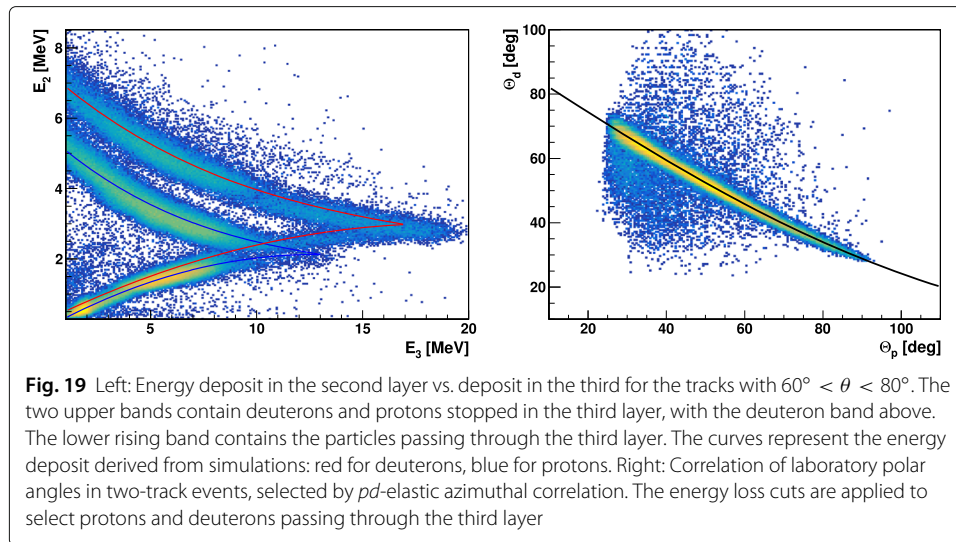 E2 [MeV]
8
6
4
2
5
10
15
20
E3 [MeV]
Θd [deg]
100
80
60
40
20
20
40
60
80
100
Θp [deg]
Fig. 19 Left: Energy deposit in the second layer vs. deposit in the third for the tracks with 60° < θ < 80°. The
two upper bands contain deuterons and protons stopped in the third layer, with the deuteron band above.
The lower rising band contains the particles passing through the third layer. The curves represent the energy
deposit derived from simulations: red for deuterons, blue for protons. Right: Correlation of laboratory polar
angles in two-track events, selected by pd-elastic azimuthal correlation. The energy loss cuts are applied to
select protons and deuterons passing through the third layer